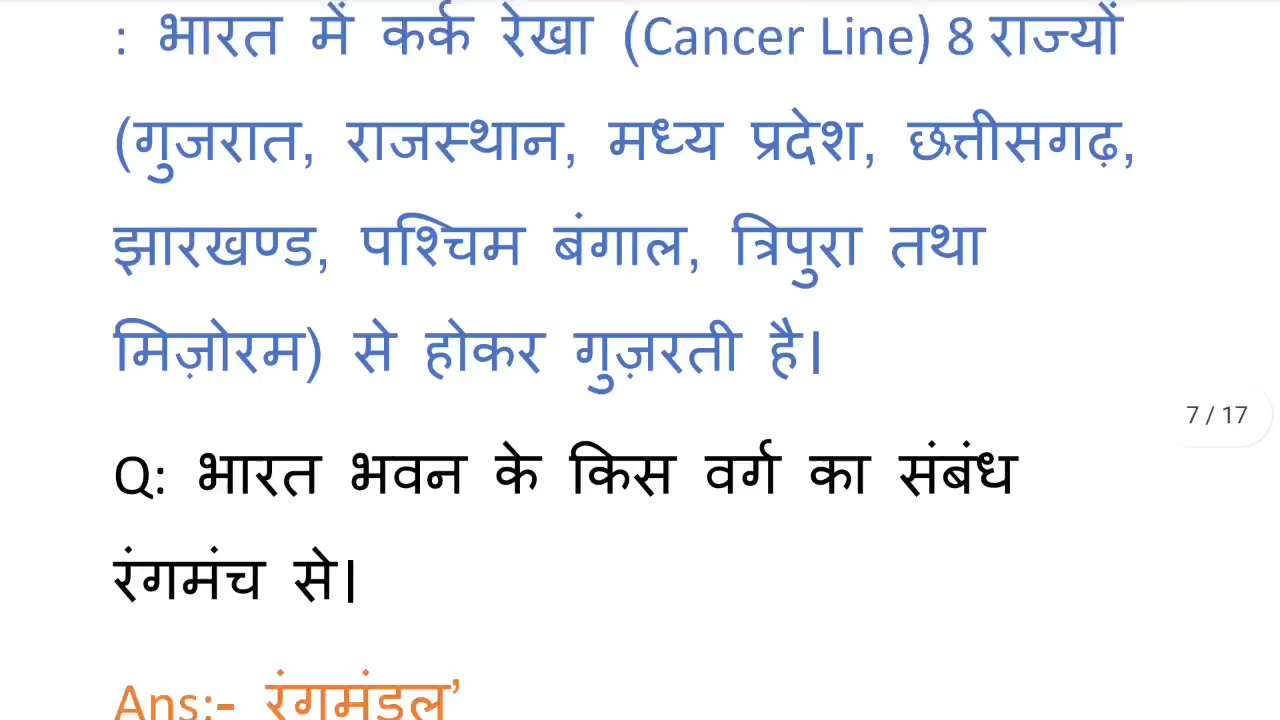 : भारत में कर्क रेखा (Cancer Line) 8 राज्यों
(गुजरात, राजस्थान, मध्य प्रदेश, छत्तीसगढ़,
झारखण्ड, पश्चिम बंगाल, त्रिपुरा तथा
मिज़ोरम) से होकर गुज़रती है।
7 / 17
Q: भारत भवन के किस वर्ग का संबंध
रंगमंच से।
Ans:- रंगमंडल’